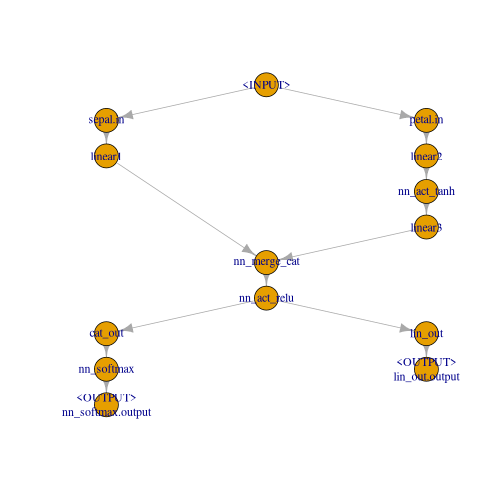 <INPUT>
sepal.in
petal.in
linear1
linear2
nn_act_tanh
linear3
nn_merge_cat
nn_act_relu
cat_out
lin_out
nn_softmax
<OUTPUT>
lin_out.output
<OUTPUT>
nn_softmax.output